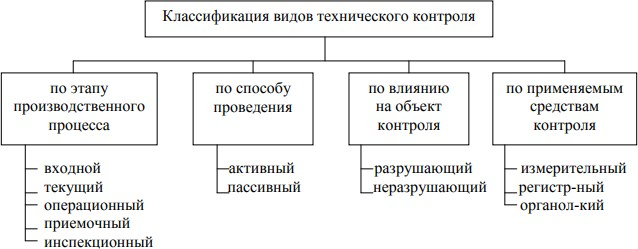 Классификация видов технического контроля
по этапу
производственного
процесса
входной
текущий
операционный
приемочный
инспекционный
по способу
проведения
активный
пассивный
по влиянию
на объект
контроля
разрушающий
неразрушающий
по применяемым
средствам
контроля
измерительный
регистр-ный
органол-кий